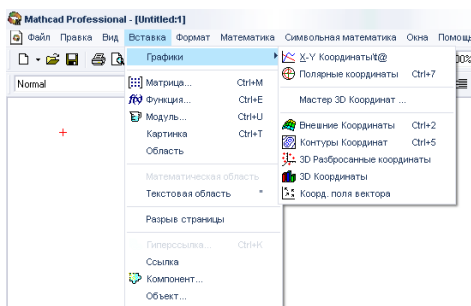 Mathcad Professional - [Untitled:1]
Файл Правка Вид Вставка Формат Математика Символьная математика Окна Помощь
Normal
Графики
Матрица... Ctrl+M
Функция... Ctrl+E
Модуль... Ctrl+U
Картинка Ctrl+T
Область
Математическая область
Текстовая область "
Разрыв страницы
Гиперссылка... Ctrl+K
Ссылка
Компонент...
Объект...
X-Y Координаты\t@
Полярные координаты Ctrl+7
Мастер 3D Координат ...
Внешние Координаты Ctrl+2
Контуры Координат Ctrl+5
3D Разбросанные координаты
3D Координаты
Коорд. поля вектора